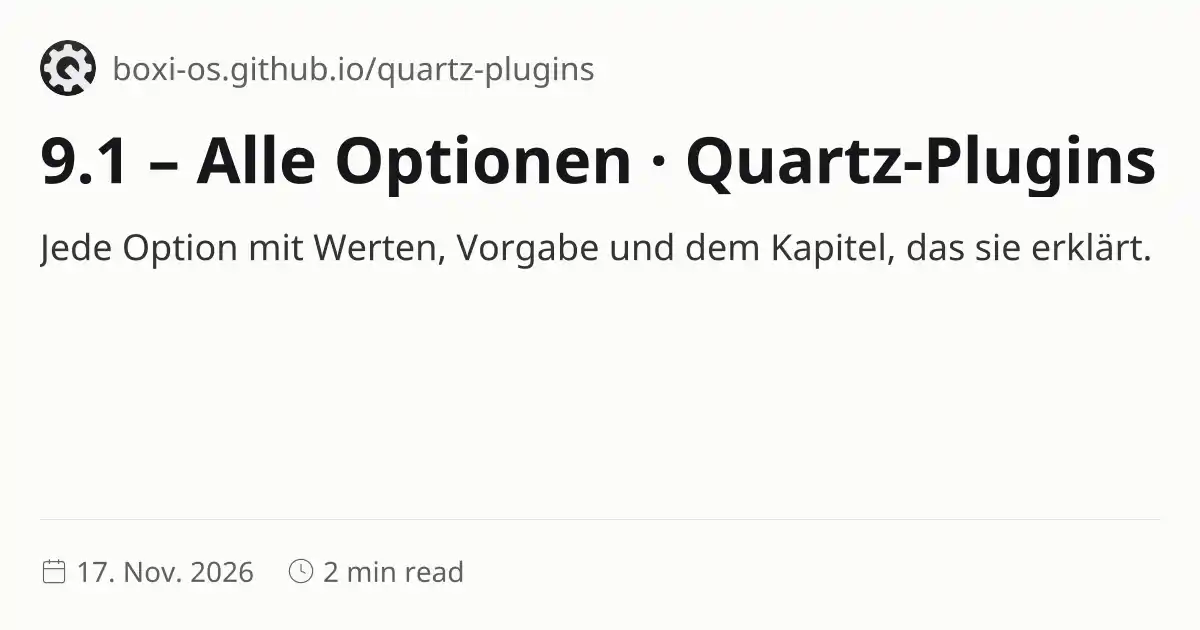 boxi-os.github.io/quartz-plugins
9.1 – Alle Optionen · Quartz-Plugins
Jede Option mit Werten, Vorgabe und dem Kapitel, das sie erklärt.
17. Nov. 2026 2 min read